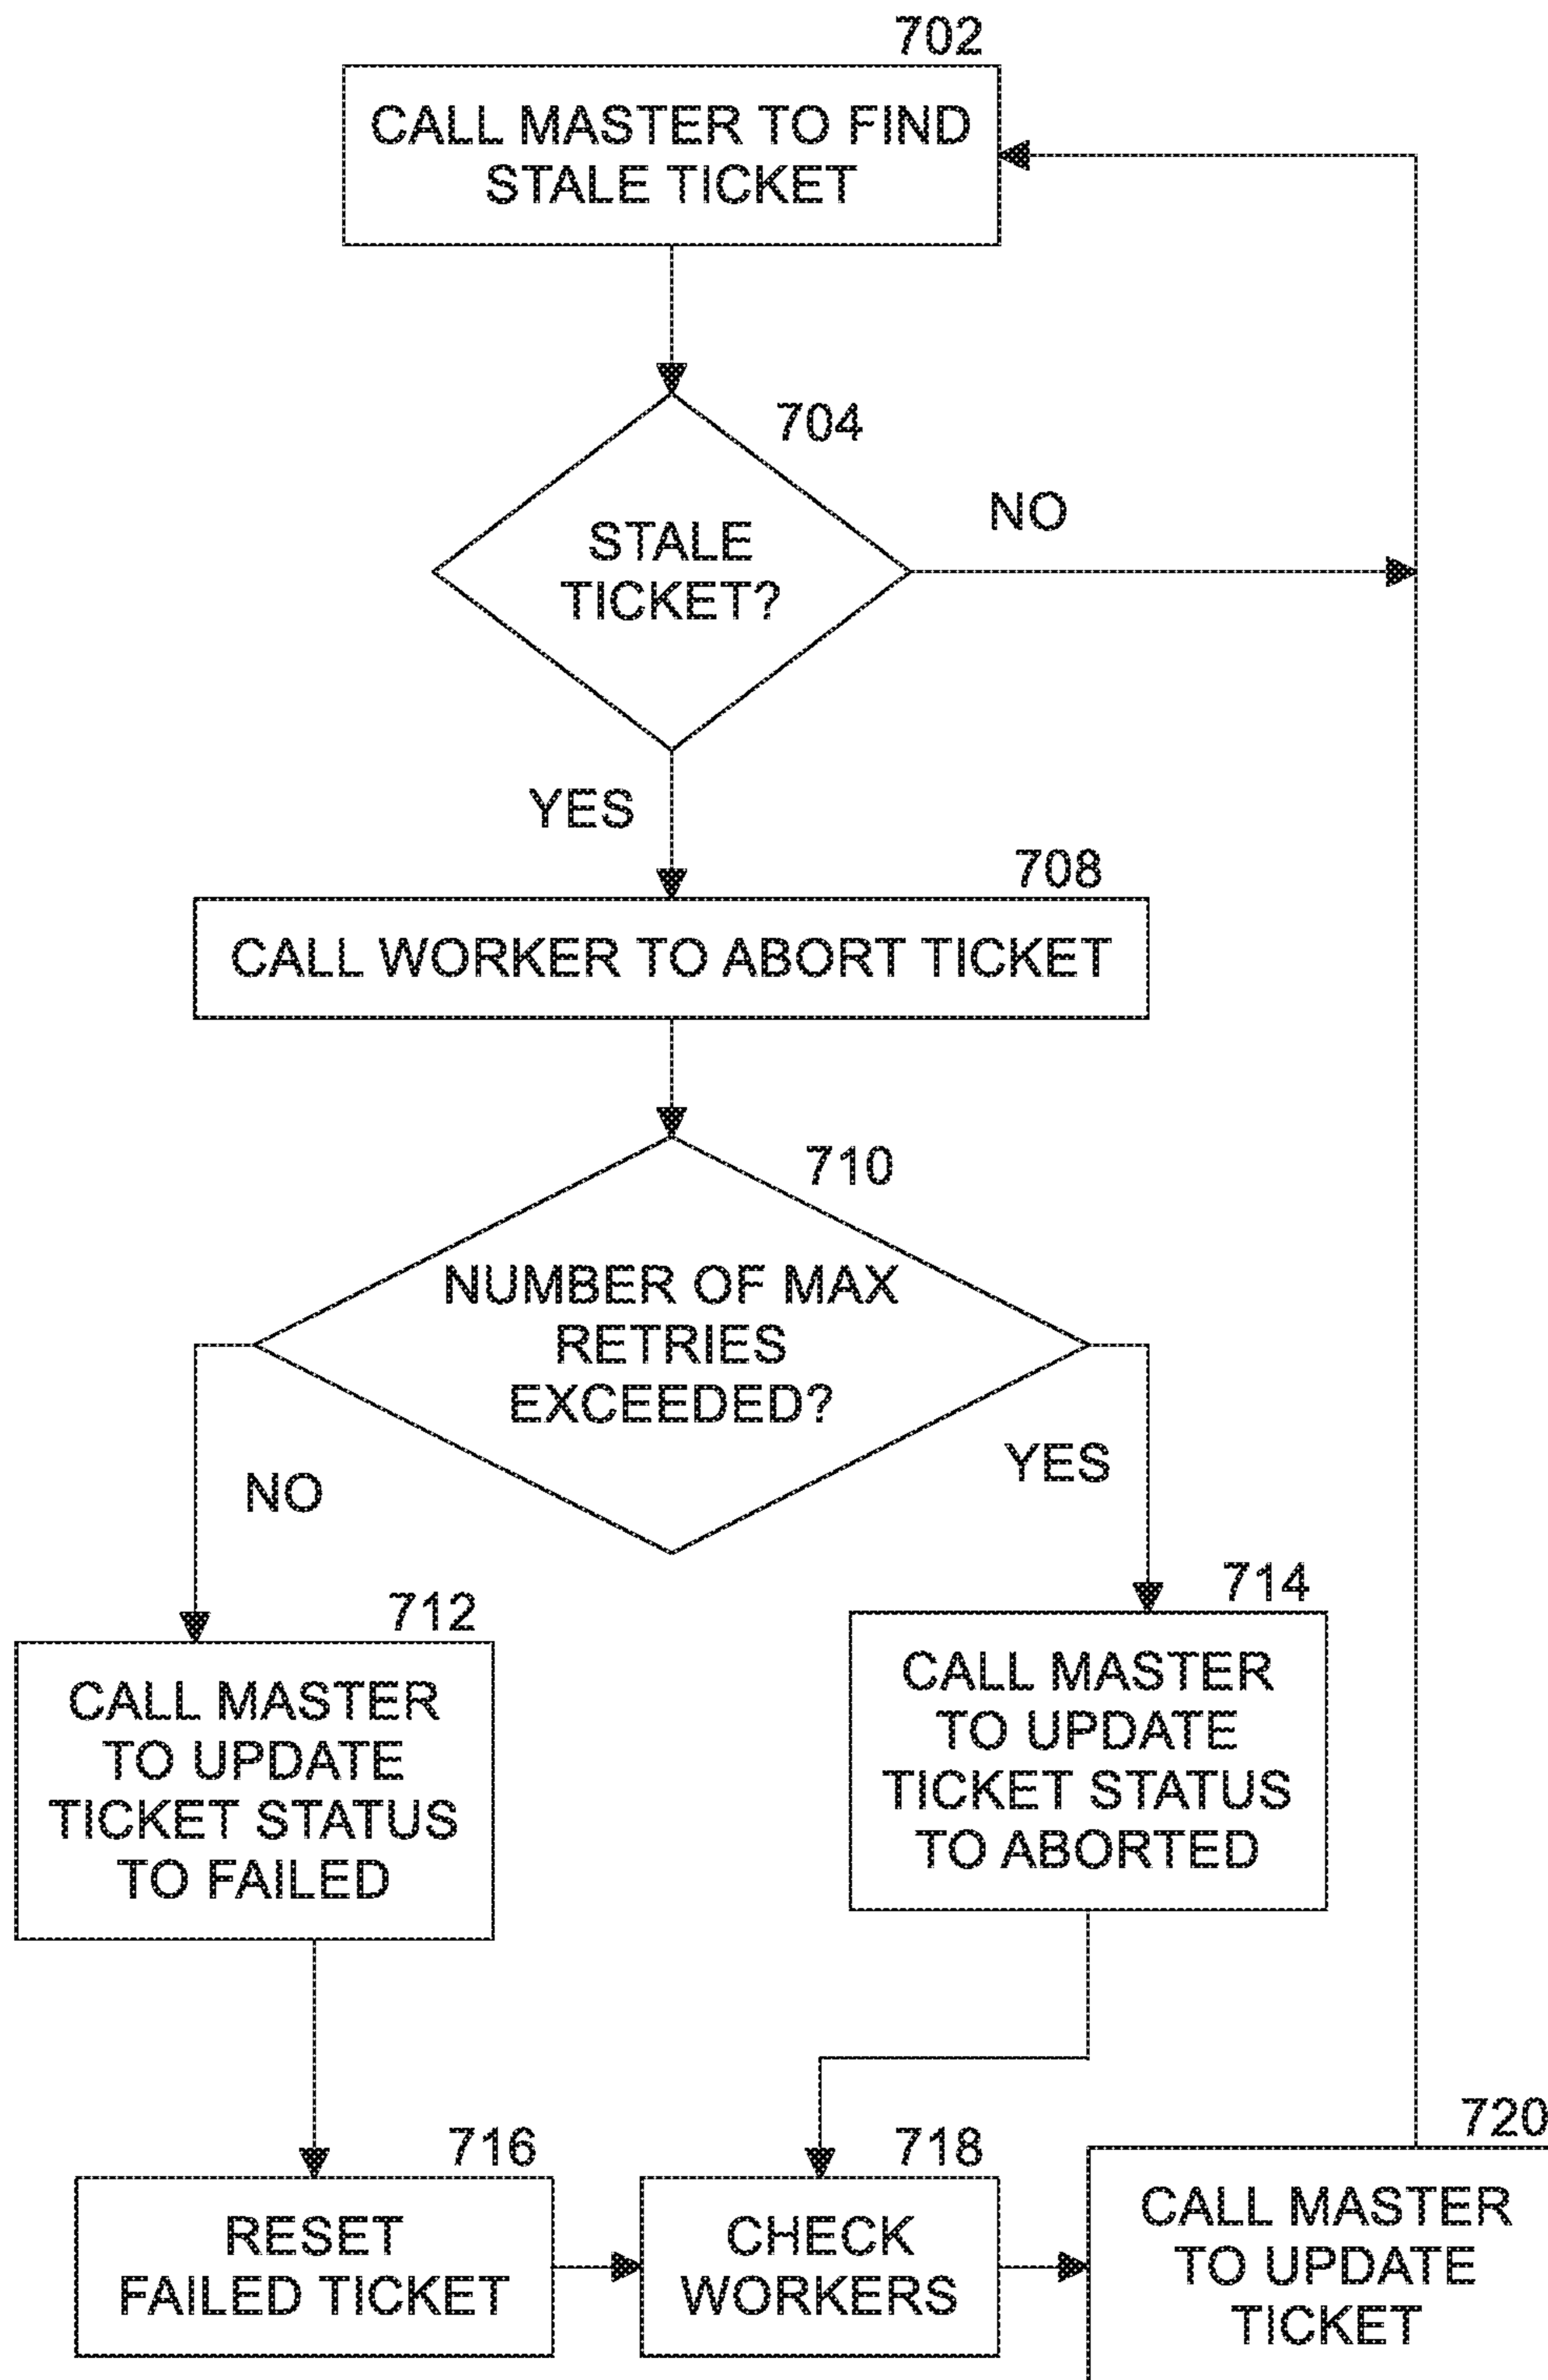 702
CALL MASTER TO FIND
STALE TICKET
704
STALE
TICKET?
NO
YES
708
CALL WORKER TO ABORT TICKET
710
NUMBER OF MAX
RETRIES
EXCEEDED?
NO
YES
712
CALL MASTER
TO UPDATE
TICKET STATUS
TO FAILED
714
CALL MASTER
TO UPDATE
TICKET STATUS
TO ABORTED
716
RESET
FAILED TICKET
718
CHECK
WORKERS
720
CALL MASTER
TO UPDATE
TICKET